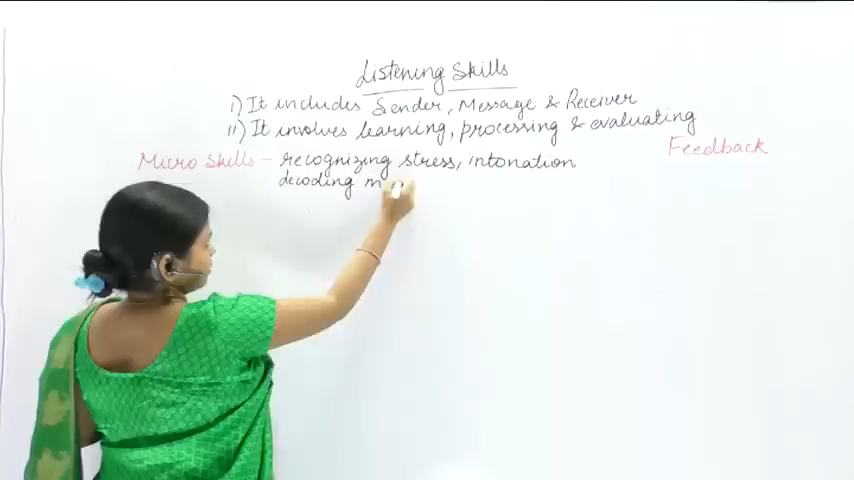 Listening Skills
i) It includes Sender, Message & Receiver
ii) It involves learning, processing & evaluating
Feedback
Micro Skills - recognizing stress, intonation
decoding